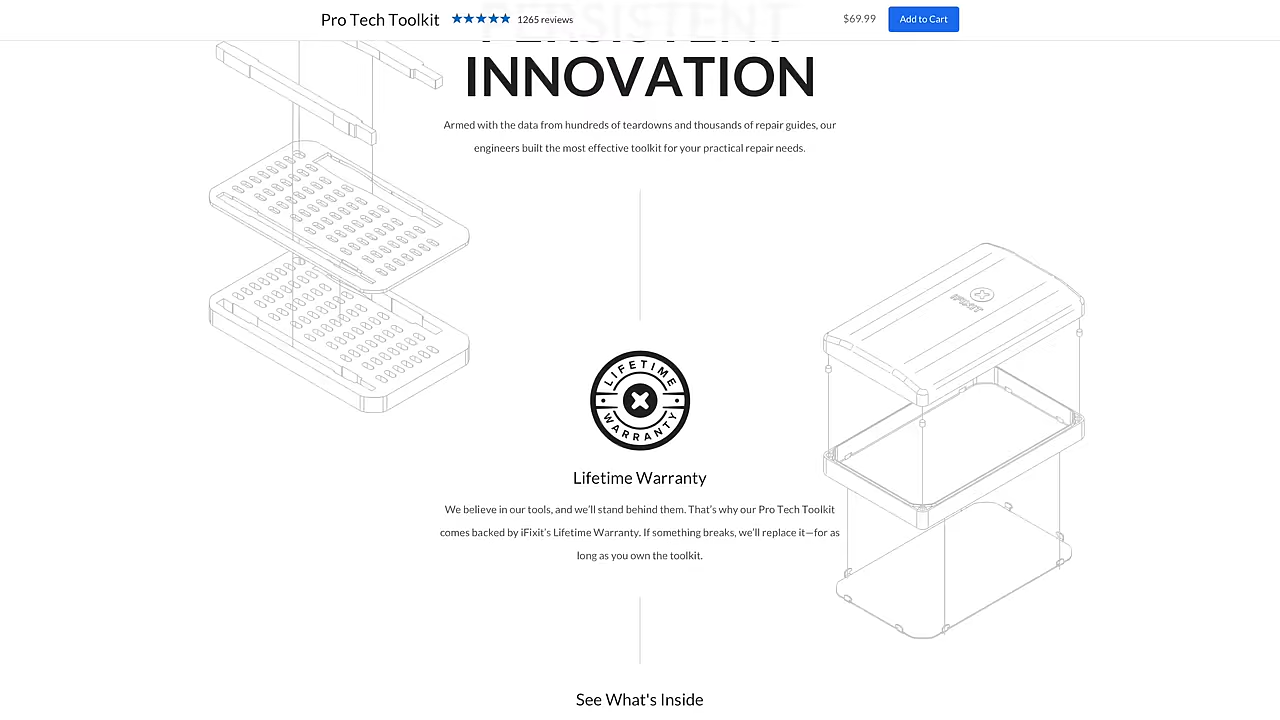 Pro Tech Toolkit
1265 reviews
$69.99
Add to Cart
PERSISTENT
INNOVATION
Armed with the data from hundreds of teardowns and thousands of repair guides, our
engineers built the most effective toolkit for your practical repair needs.
IFIXIT
LIFETIME
WARRANTY
Lifetime Warranty
We believe in our tools, and we’ll stand behind them. That’s why our Pro Tech Toolkit
comes backed by iFixit’s Lifetime Warranty. If something breaks, we’ll replace it—for as
long as you own the toolkit.
See What's Inside